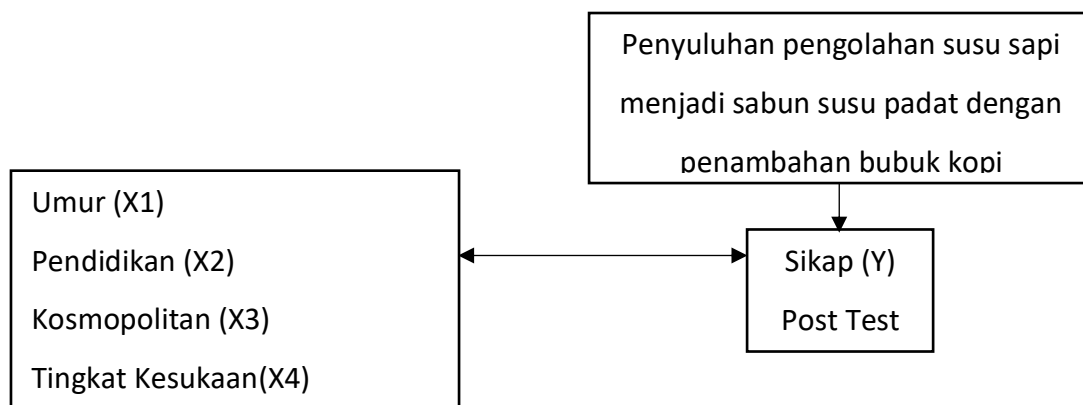 Penyuluhan pengolahan susu sapi
menjadi sabun susu padat dengan
penambahan bubuk kopi
Umur (X1)
Pendidikan (X2)
Kosmopolitan (X3)
Tingkat Kesukaan(X4)
Sikap (Y)
Post Test